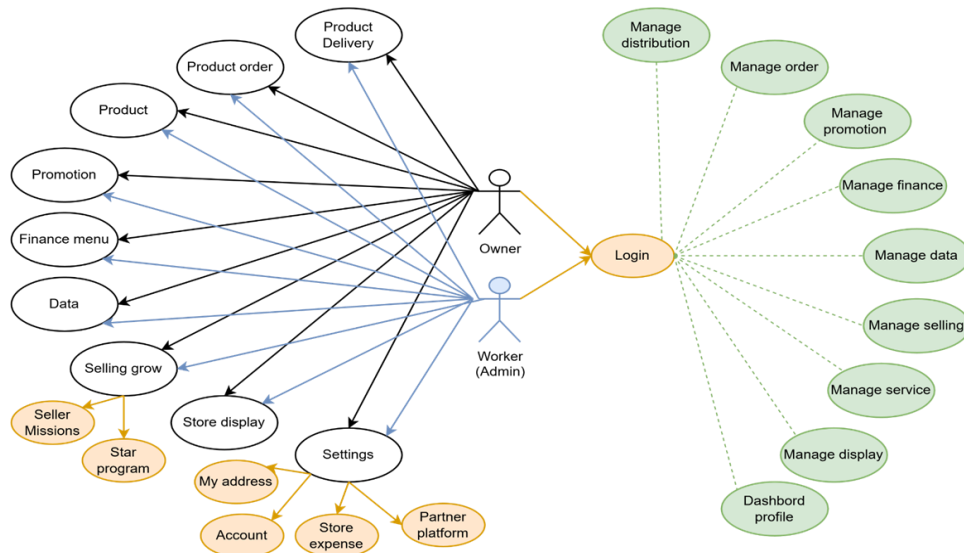 Product
Delivery
Product order
Product
Promotion
Finance menu
Data
Selling grow
Seller
Missions
Star
program
Store display
Settings
My address
Account
Store
expense
Partner
platform
Owner
Worker
(Admin)
Login
Manage
distribution
Manage order
Manage
promotion
Manage finance
Manage data
Manage selling
Manage service
Manage display
Dashbord
profile